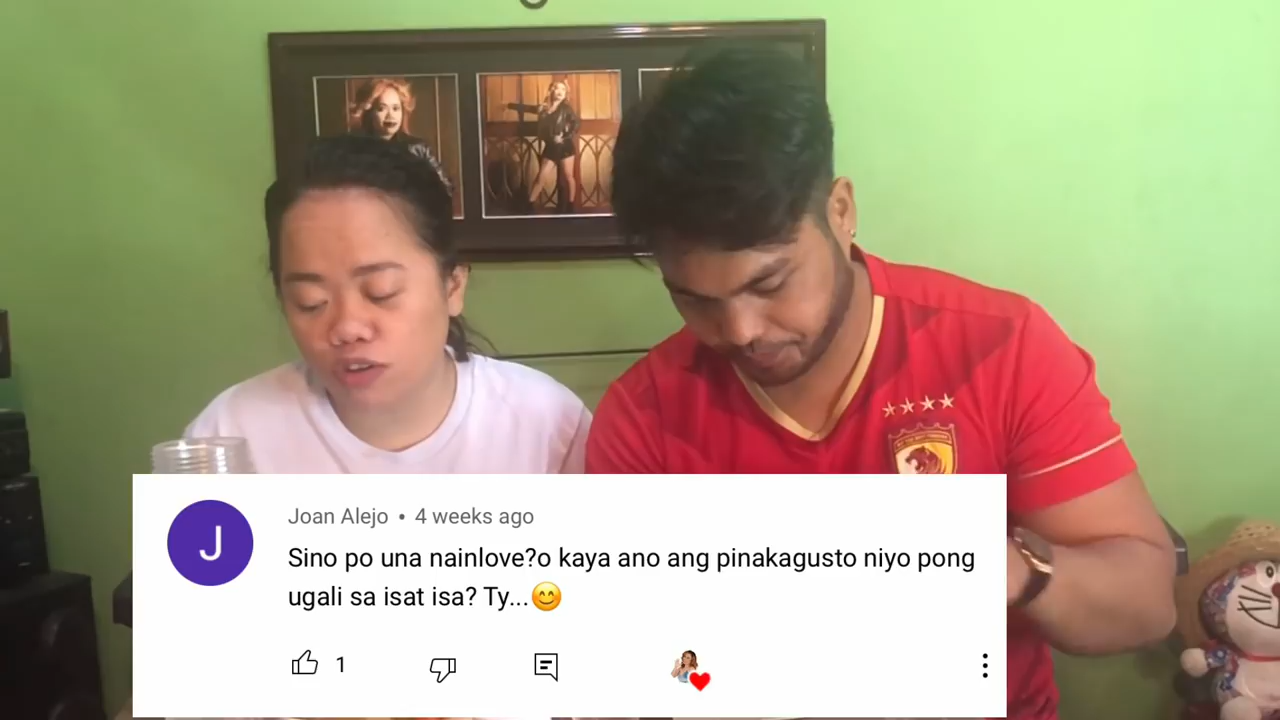 Joan Alejo • 4 weeks ago
Sino po una nainlove?o kaya ano ang pinakagusto niyo pong
ugali sa isat isa? Ty...😊
1
J